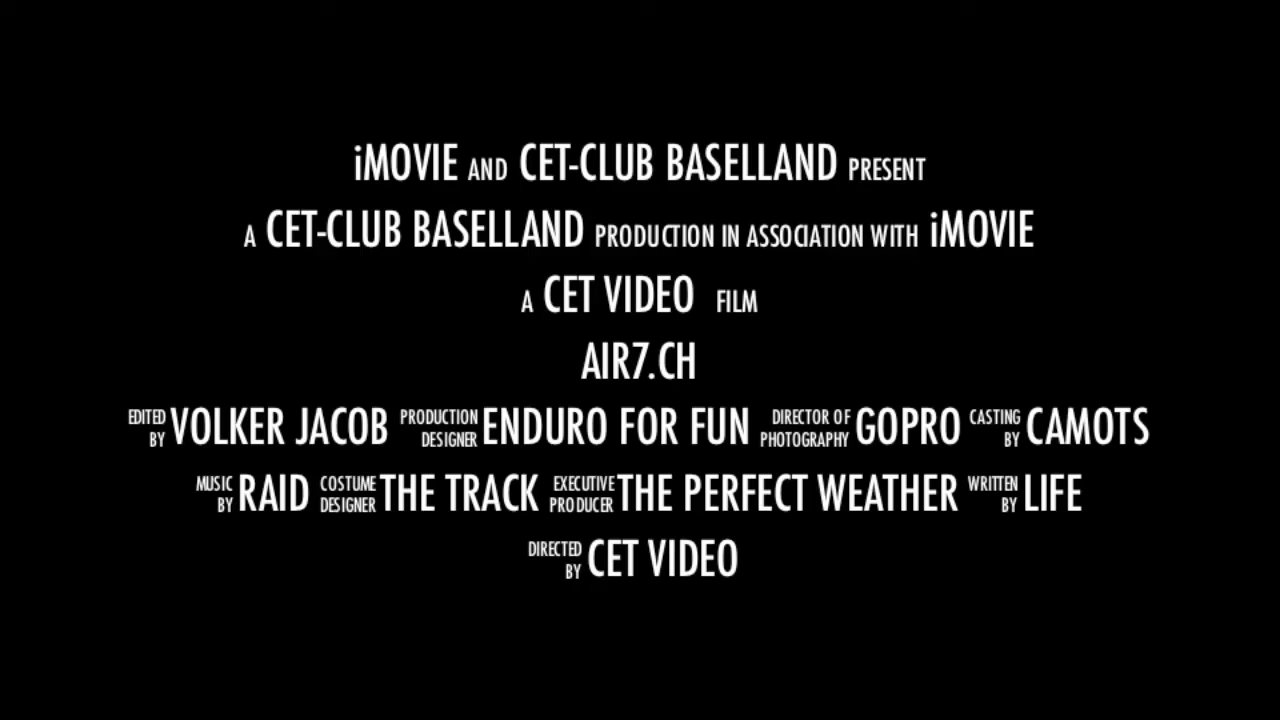 iMOVIE AND CET-CLUB BASELLAND PRESENT
A CET-CLUB BASELLAND PRODUCTION IN ASSOCIATION WITH iMOVIE
A CET VIDEO FILM
AIR7.CH
EDITED BY VOLKER JACOB PRODUCTION DESIGNER ENDURO FOR FUN DIRECTOR OF PHOTOGRAPHY GOPRO CASTING BY CAMOTS
MUSIC BY RAID COSTUME DESIGNER THE TRACK EXECUTIVE PRODUCER THE PERFECT WEATHER WRITTEN BY LIFE
DIRECTED BY CET VIDEO